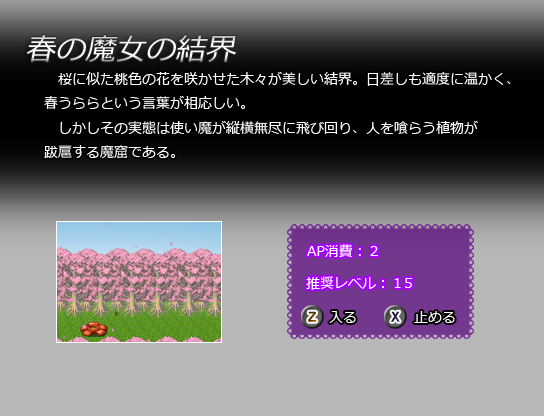 春の魔女の結界
桜に似た桃色の花を咲かせた木々が美しい結界。日差しも適度に温かく、
春うららという言葉が相応しい。
しかしその実態は使い魔が縦横無尽に飛び回り、人を喰らう植物が
跋扈する魔窟である。
AP消費：２
推奨レベル：１５
Z 入る X 止める